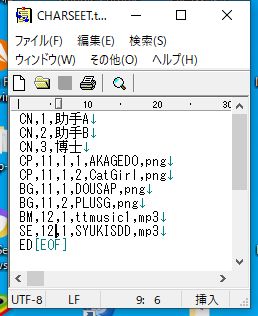 CHARSEET.t...
ファイル(F) 編集(E) 検索(S)
ウィンドウ(W) その他(O) ヘルプ(H)
0 10 20 30
CN,1,助手A↓
CN,2,助手B↓
CN,3,博士↓
CP,11,1,1,AKAGEDO,png↓
CP,11,1,2,CatGirl,png↓
BG,11,1,DOUSAP,png↓
BG,11,2,PLUSG,png↓
BM,12,1,ttmusic1,mp3↓
SE,12,1,SYUKISDD,mp3↓
ED[EOF]
UTF-8 LF 9: 6 挿入